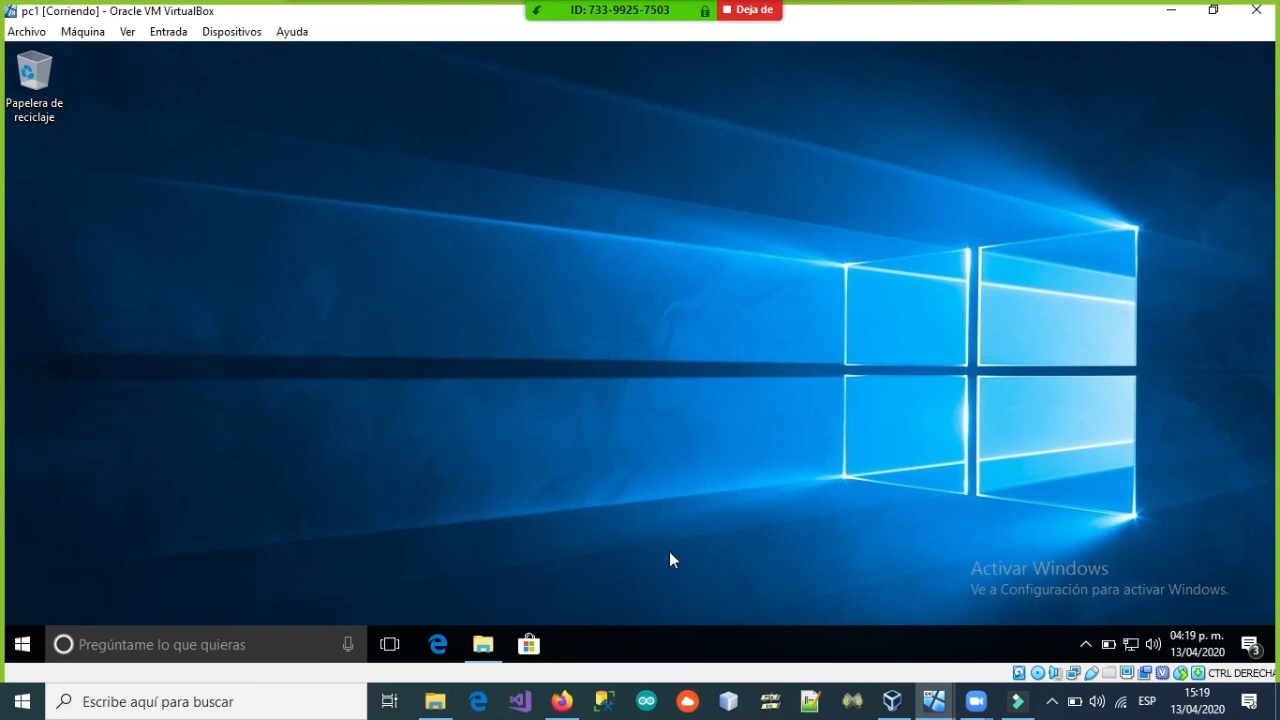 pc1 [Corriendo] - Oracle VM VirtualBox
ID: 733-9925-7503
Deja de
Archivo Máquina Ver Entrada Dispositivos Ayuda
Papelera de
reciclaje
Activar Windows
Ve a Configuración para activar Windows.
Pregúntame lo que quieras
04:19 p. m.
13/04/2020
3
CTRL DERECHA
Escribe aquí para buscar
ESP
15:19
13/04/2020